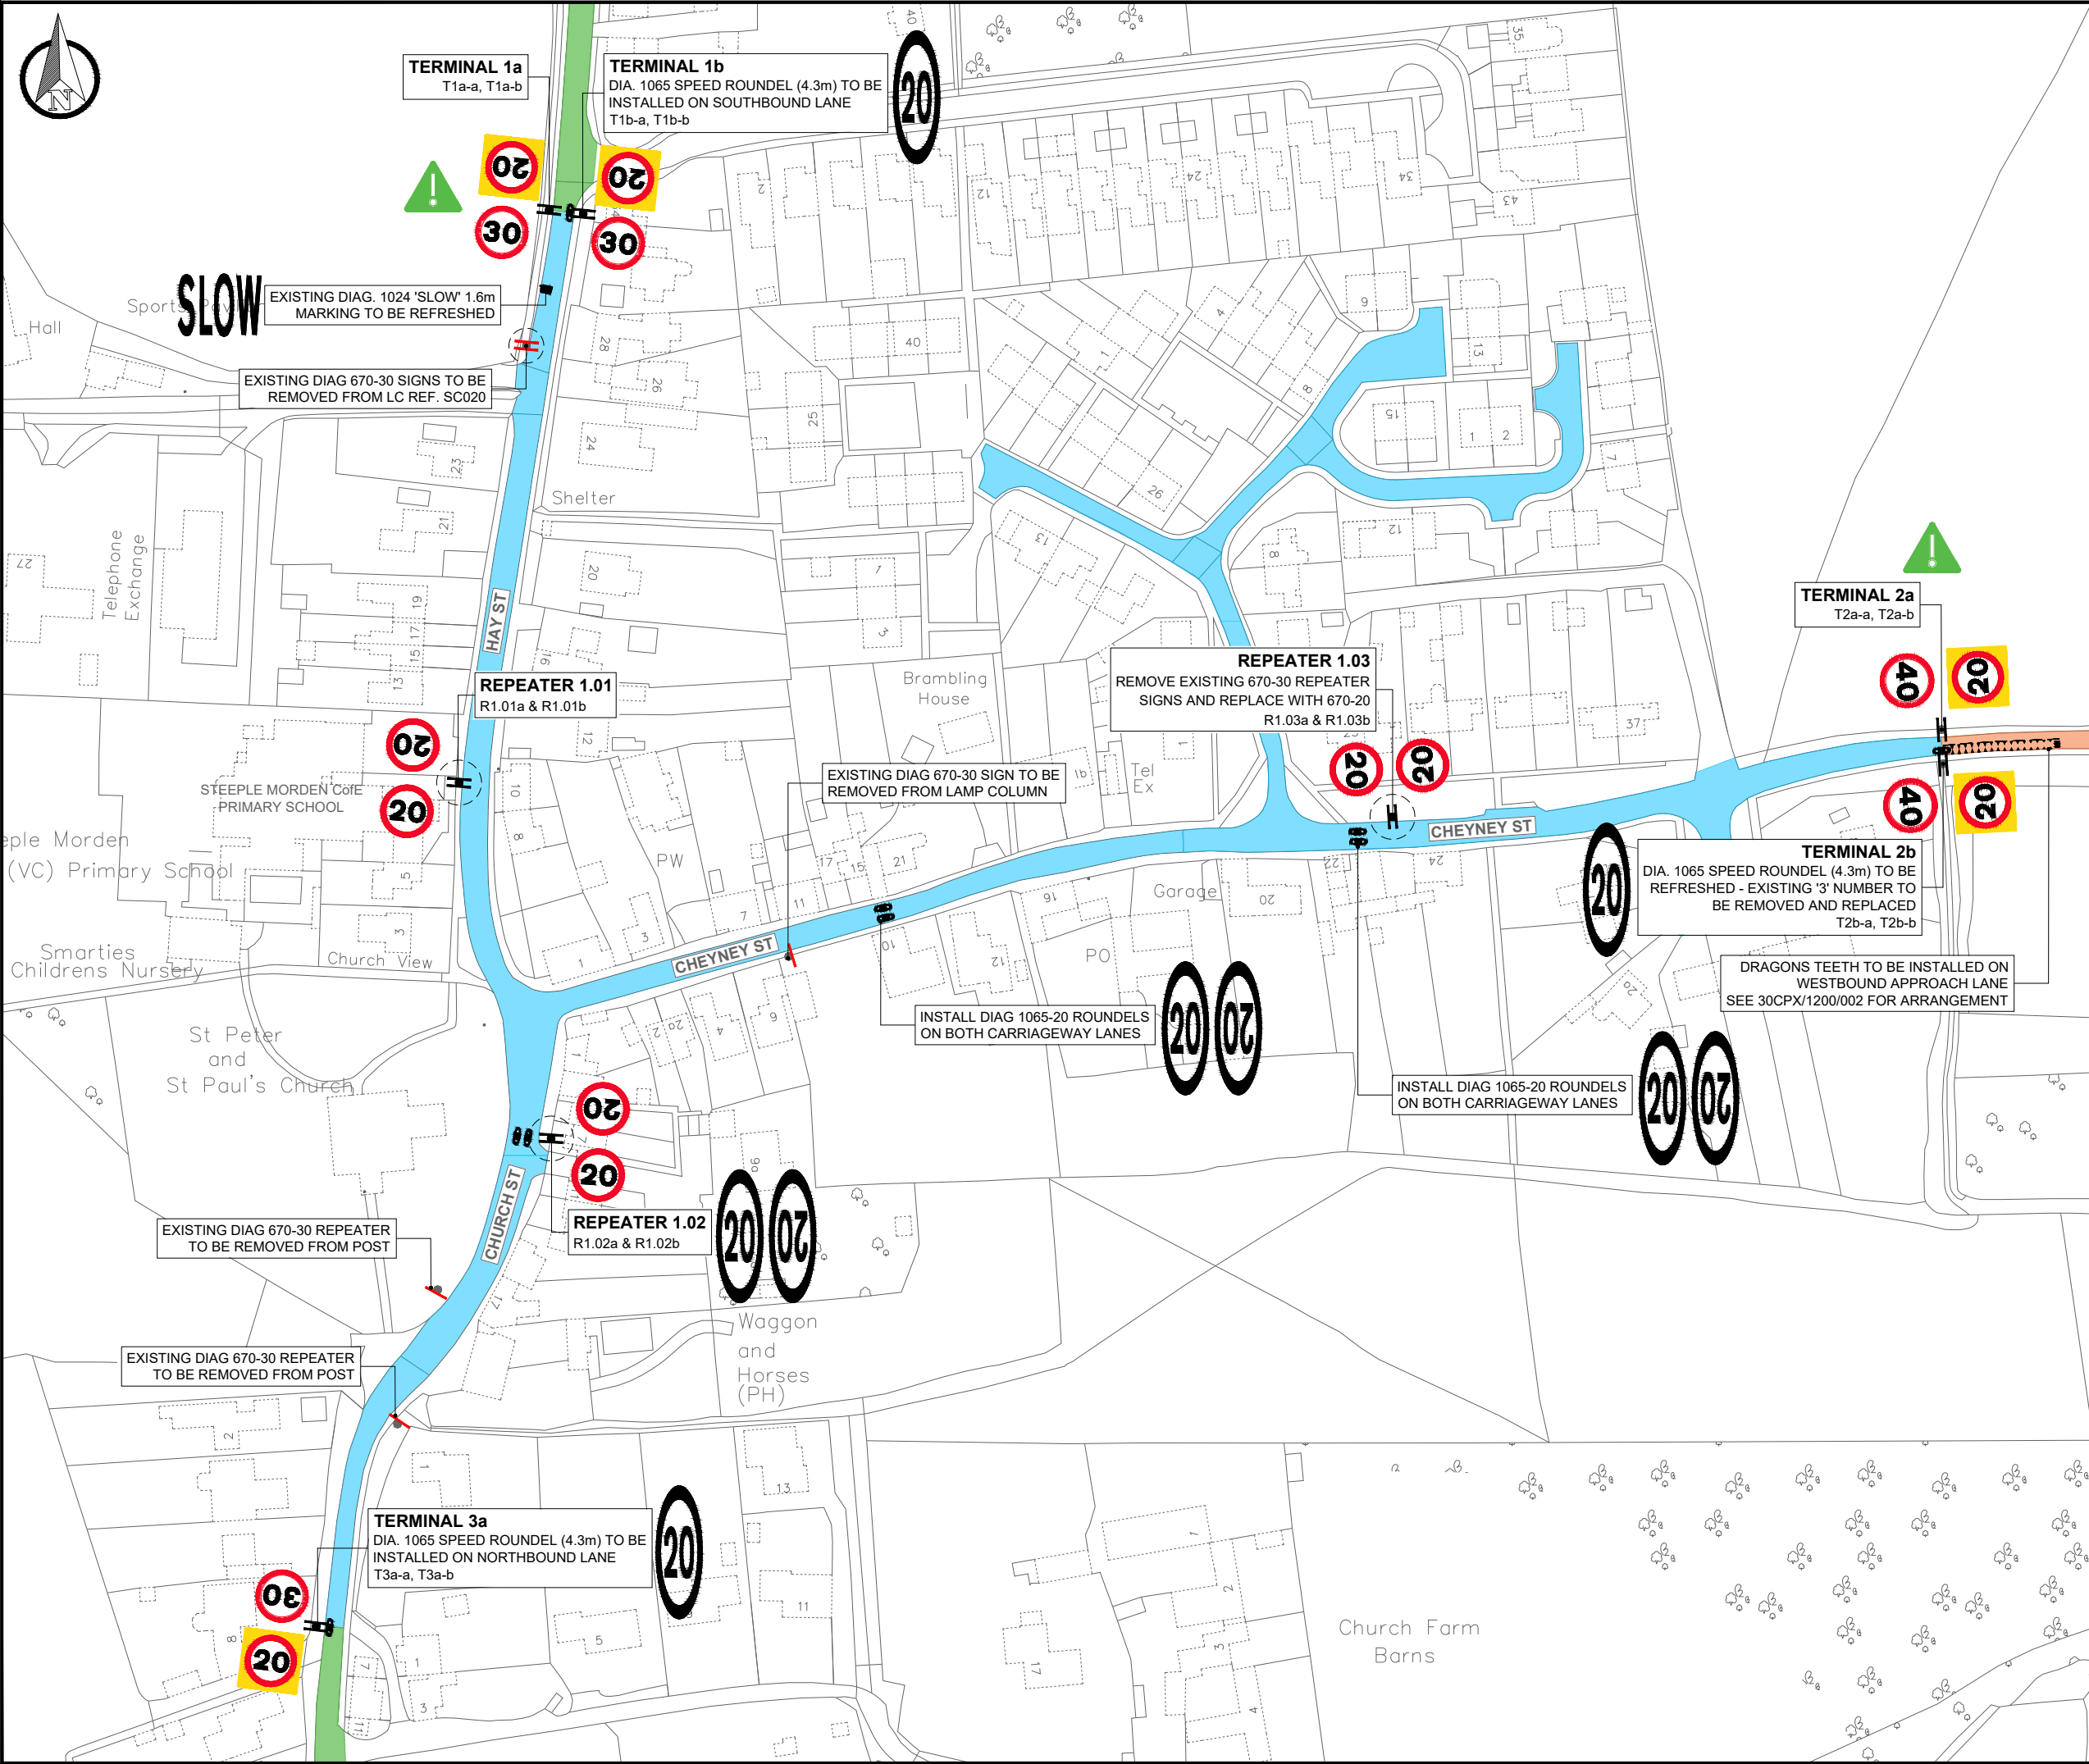 N
TERMINAL 1a
T1a-a, T1a-b
TERMINAL 1b
DIA. 1065 SPEED ROUNDEL (4.3m) TO BE
INSTALLED ON SOUTHBOUND LANE
T1b-a, T1b-b
20
20
20
30
30
SLOW
EXISTING DIAG. 1024 'SLOW' 1.6m
MARKING TO BE REFRESHED
Hall
EXISTING DIAG 670-30 SIGNS TO BE
REMOVED FROM LC REF. SC020
Shelter
Telephone
Exchange
HAY ST
REPEATER 1.01
R1.01a & R1.01b
20
20
STEEPLE MORDEN CofE
PRIMARY SCHOOL
Morden
(VC) Primary School
Smarties
Childrens Nursery
Church View
St Peter
and
St Paul's Church
PW
Brambling
House
EXISTING DIAG 670-30 SIGN TO BE
REMOVED FROM LAMP COLUMN
CHEYNEY ST
Tel
Ex
REPEATER 1.03
REMOVE EXISTING 670-30 REPEATER
SIGNS AND REPLACE WITH 670-20
R1.03a & R1.03b
20
20
CHEYNEY ST
Garage
PO
TERMINAL 2a
T2a-a, T2a-b
40
20
40
20
20
TERMINAL 2b
DIA. 1065 SPEED ROUNDEL (4.3m) TO BE
REFRESHED - EXISTING '3' NUMBER TO
BE REMOVED AND REPLACED
T2b-a, T2b-b
DRAGONS TEETH TO BE INSTALLED ON
WESTBOUND APPROACH LANE
SEE 30CPX/1200/002 FOR ARRANGEMENT
INSTALL DIAG 1065-20 ROUNDELS
ON BOTH CARRIAGEWAY LANES
20
20
INSTALL DIAG 1065-20 ROUNDELS
ON BOTH CARRIAGEWAY LANES
20
20
20
20
CHURCH ST
REPEATER 1.02
R1.02a & R1.02b
20
20
EXISTING DIAG 670-30 REPEATER
TO BE REMOVED FROM POST
Waggon
and
Horses
(PH)
EXISTING DIAG 670-30 REPEATER
TO BE REMOVED FROM POST
TERMINAL 3a
DIA. 1065 SPEED ROUNDEL (4.3m) TO BE
INSTALLED ON NORTHBOUND LANE
T3a-a, T3a-b
20
30
20
Church Farm
Barns